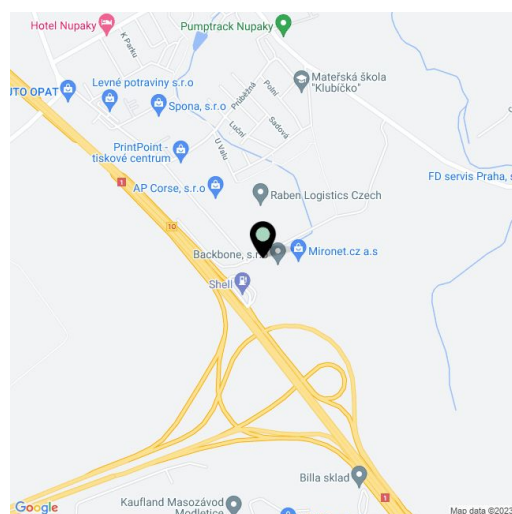 Hotel Nupaky
Pumptrack Nupaky
K Parku
Mateřská škola
"Klubíčko"
Levné potraviny s.r.o
UTO OPAT
Polní
Průběžná
Spona, s.r.o
Sadová
Luční
U Valu
PrintPoint -
tiskové centrum
FD servis Praha, s
1
AP Corse, s.r.o
Raben Logistics Czech
10
Backbone, s.r.
Mironet.cz a.s
Shell
Billa sklad
1
Kaufland Masozávod
Modletice
Google
Map data ©2023